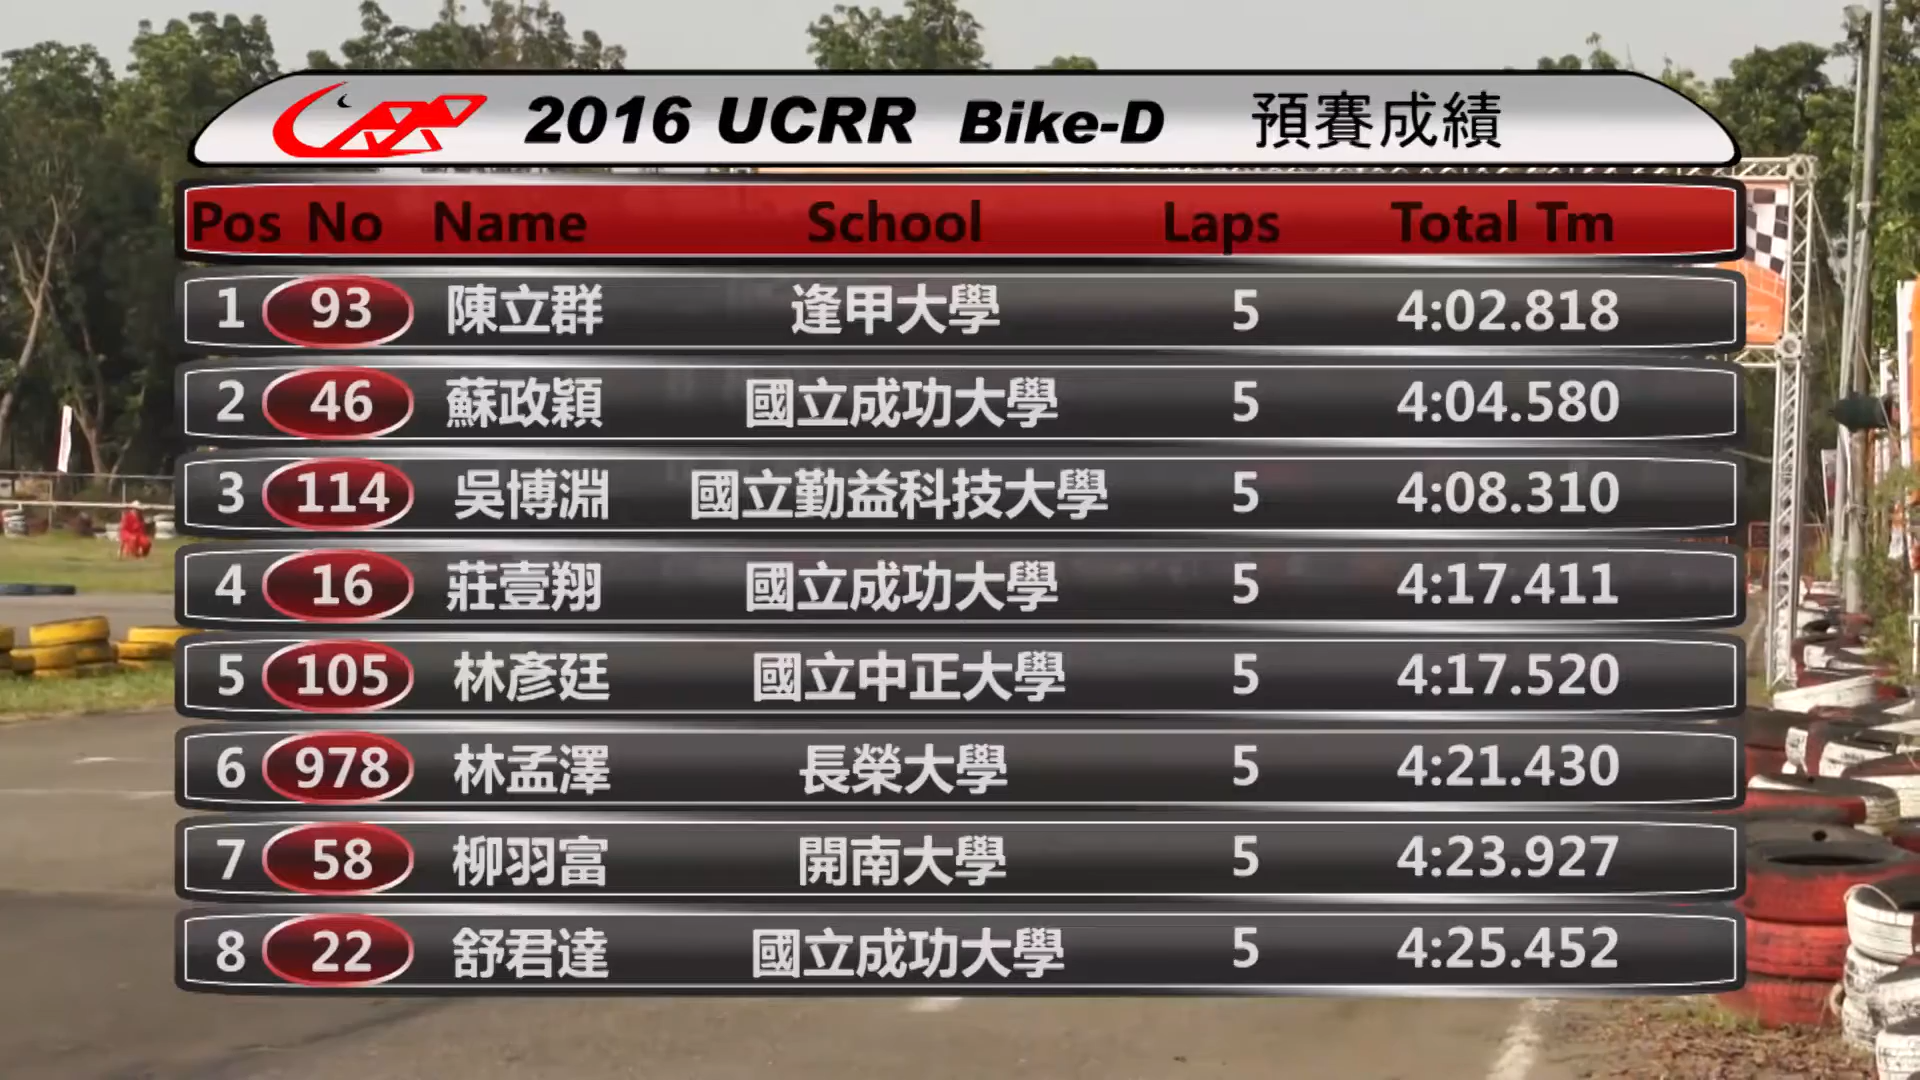 2016 UCRR Bike-D 預賽成績
Pos No Name School Laps Total Tm
1 93 陳立群 逢甲大學 5 4:02.818
2 46 蘇政穎 國立成功大學 5 4:04.580
3 114 吳博淵 國立勤益科技大學 5 4:08.310
4 16 莊壹翔 國立成功大學 5 4:17.411
5 105 林彥廷 國立中正大學 5 4:17.520
6 978 林孟澤 長榮大學 5 4:21.430
7 58 柳羽富 開南大學 5 4:23.927
8 22 舒君達 國立成功大學 5 4:25.452